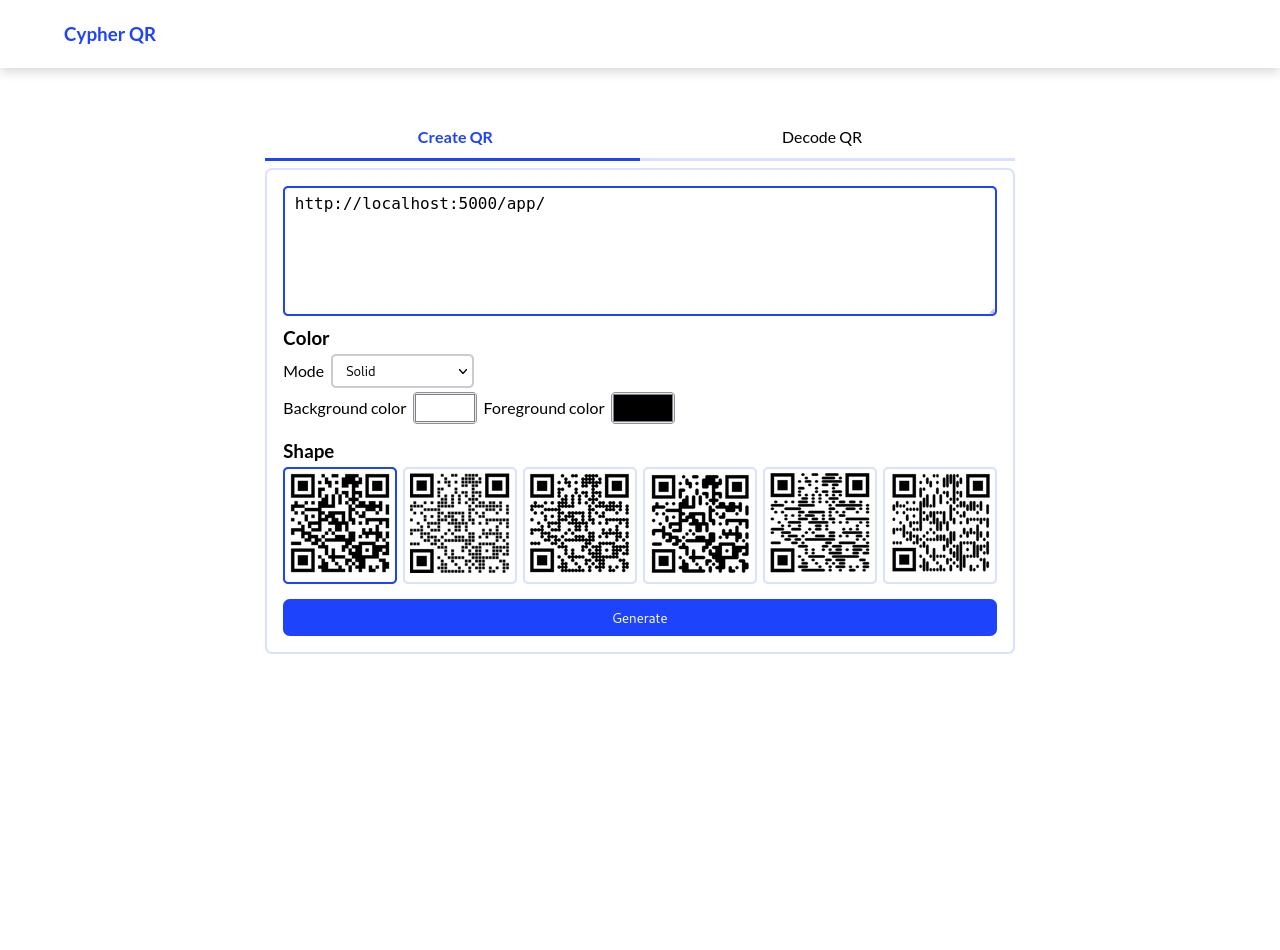 Cypher QR
Create QR
Decode QR
http://localhost:5000/app/
Color
Mode Solid
Background color Foreground color
Shape
Generate